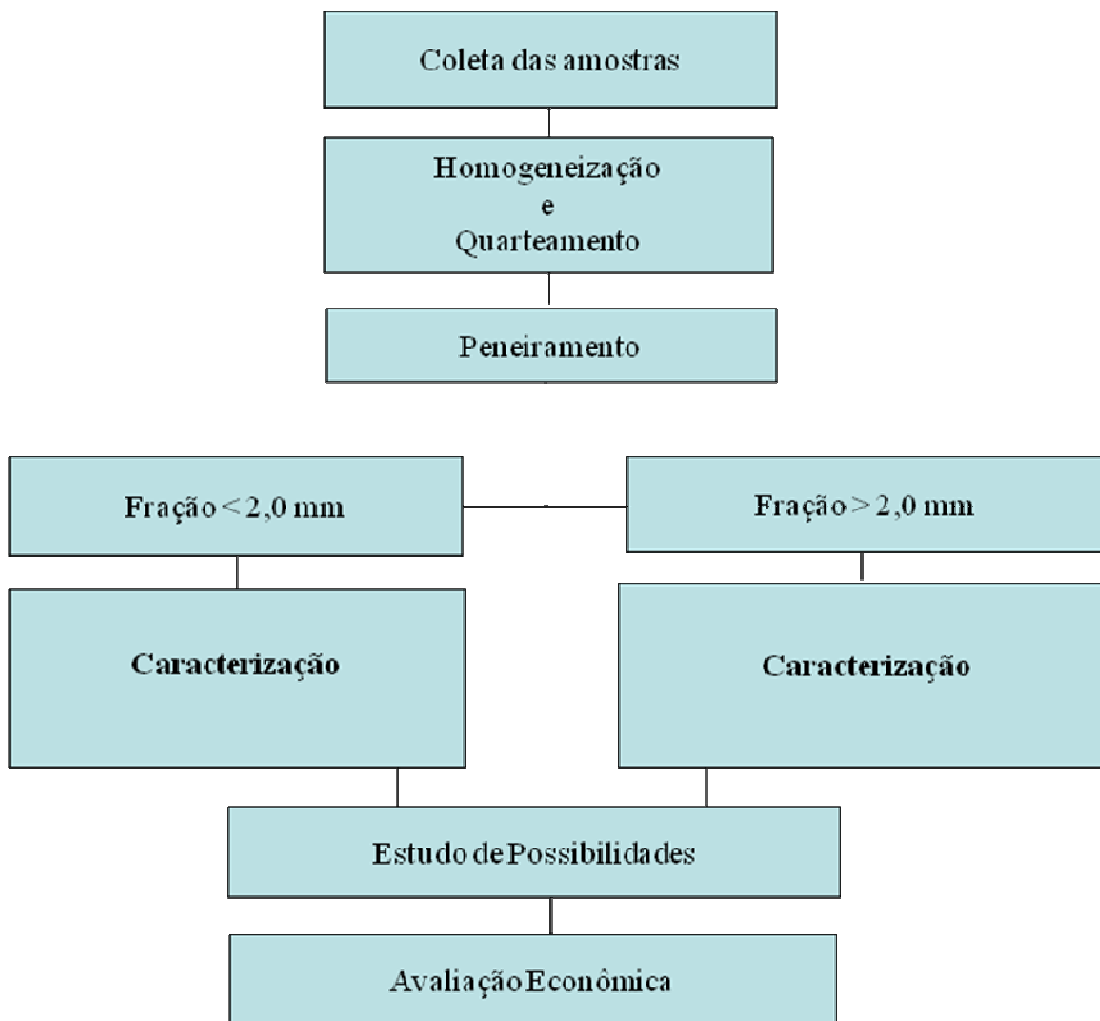 Coleta das amostras
Homogeneização
e
Quarteamento
Peneiramento
Fração < 2,0 mm
Fração > 2,0 mm
Caracterização
Caracterização
Estudo de Possibilidades
Avaliação Econômica